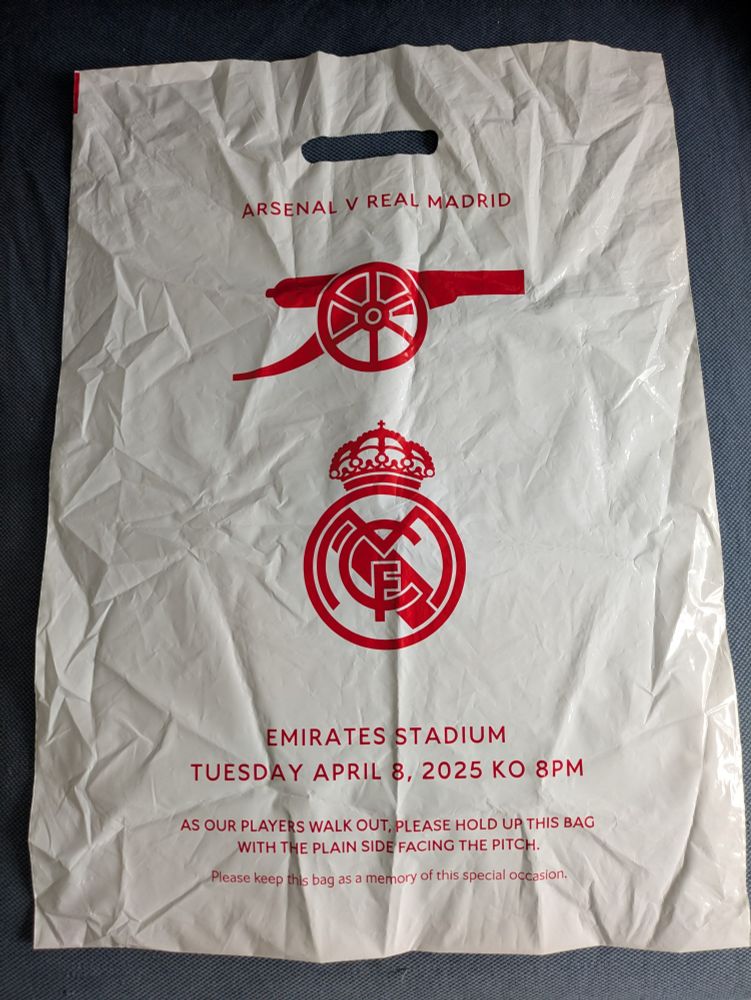 ARSENAL V REAL MADRID
EMIRATES STADIUM
TUESDAY APRIL 8, 2025 KO 8PM
AS OUR PLAYERS WALK OUT, PLEASE HOLD UP THIS BAG
WITH THE PLAIN SIDE FACING THE PITCH.
Please keep this bag as a memory of this special occasion.